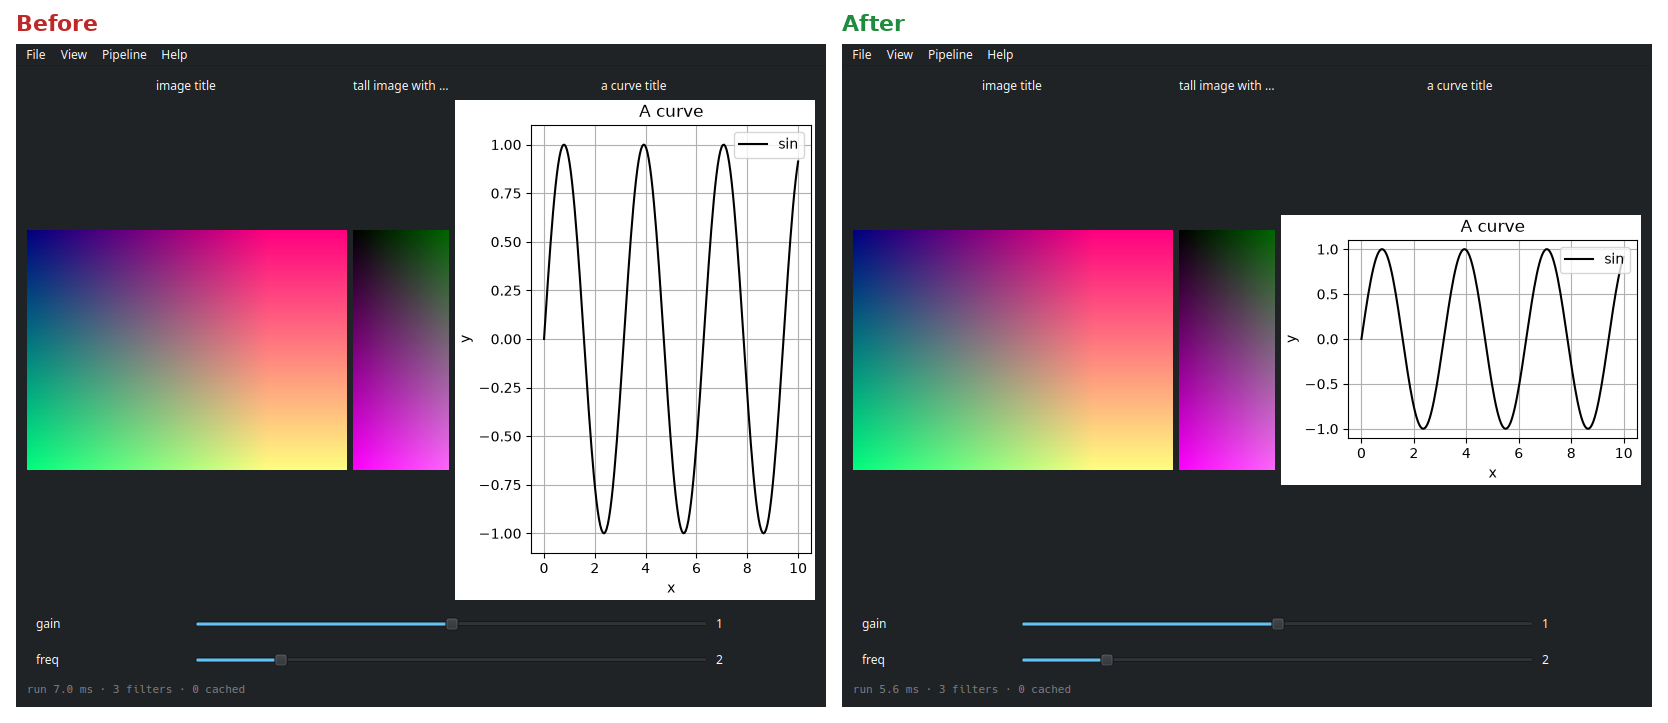 Before
File View Pipeline Help
image title tall image with ... a curve title
A curve
sin
1.00
0.75
0.50
0.25
0.00
−0.25
−0.50
−0.75
−1.00
y
0 2 4 6 8 10
x
gain 1
freq 2
run 7.0 ms · 3 filters · 0 cached
After
File View Pipeline Help
image title tall image with ... a curve title
A curve
sin
1.0
0.5
0.0
−0.5
−1.0
y
0 2 4 6 8 10
x
gain 1
freq 2
run 5.6 ms · 3 filters · 0 cached